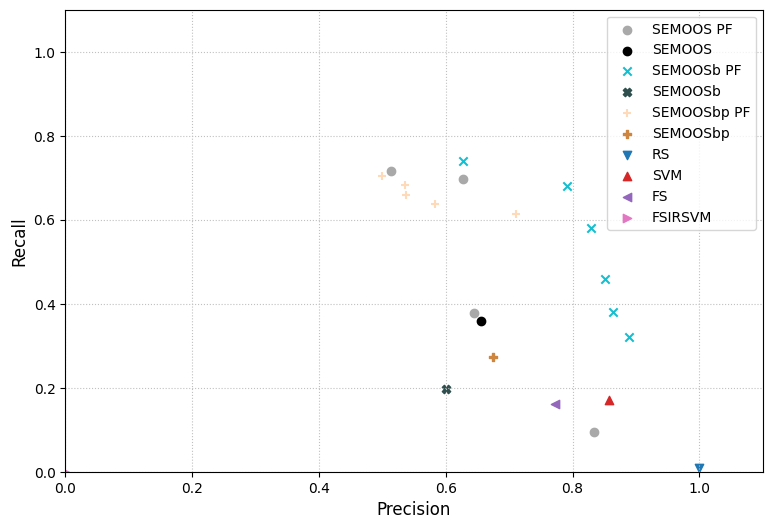 SEMOOS PF
SEMOOS
SEMOOSb PF
SEMOOSb
SEMOOSbp PF
SEMOOSbp
RS
SVM
FS
FSIRSVM
Recall
1.0
0.8
0.6
0.4
0.2
0.0
0.0 0.2 0.4 0.6 0.8 1.0
Precision